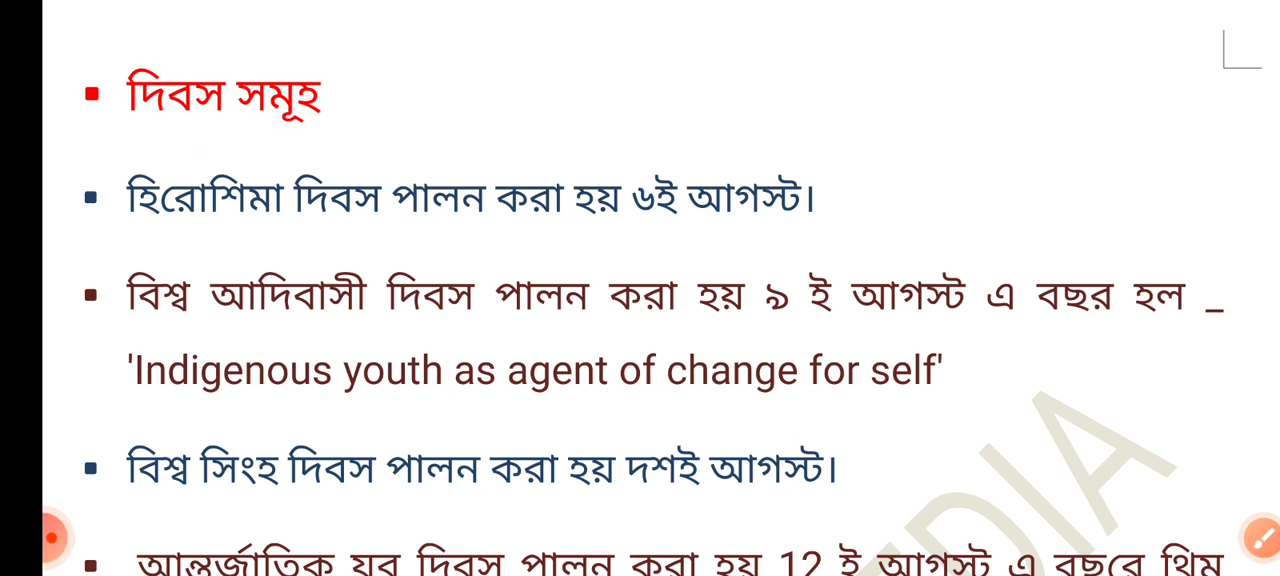 দিবস সমূহ
হিরোশিমা দিবস পালন করা হয় ৬ই আগস্ট।
বিশ্ব আদিবাসী দিবস পালন করা হয় ৯ ই আগস্ট এ বছর হল _
'Indigenous youth as agent of change for self'
বিশ্ব সিংহ দিবস পালন করা হয় দশই আগস্ট।
আন্তর্জাতিক যুব দিবস পালন করা হয় 12 ই আগস্ট এ বছরে থিম